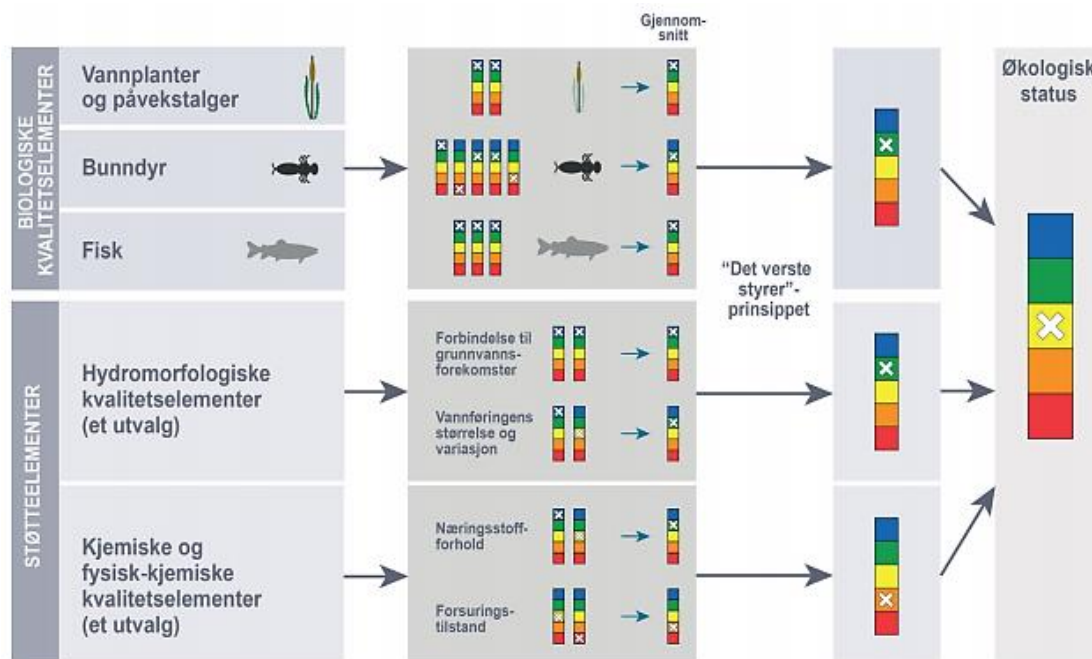 Gjennom-
snitt
BIOLOGISKE
KVALITETSELEMENTER
Vannplanter
og påvekstalger
Bunndyr
Fisk
Økologisk
status
"Det verste
styrer"-
prinsippet
STØTTEELEMENTER
Hydromorfologiske
kvalitetselementer
(et utvalg)
Forbindelse til
grunnvanns-
forekomster
Vannføringens
størrelse og
variasjon
Kjemiske og
fysisk-kjemiske
kvalitetselementer
(et utvalg)
Næringsstoff-
forhold
Forsurings-
tilstand